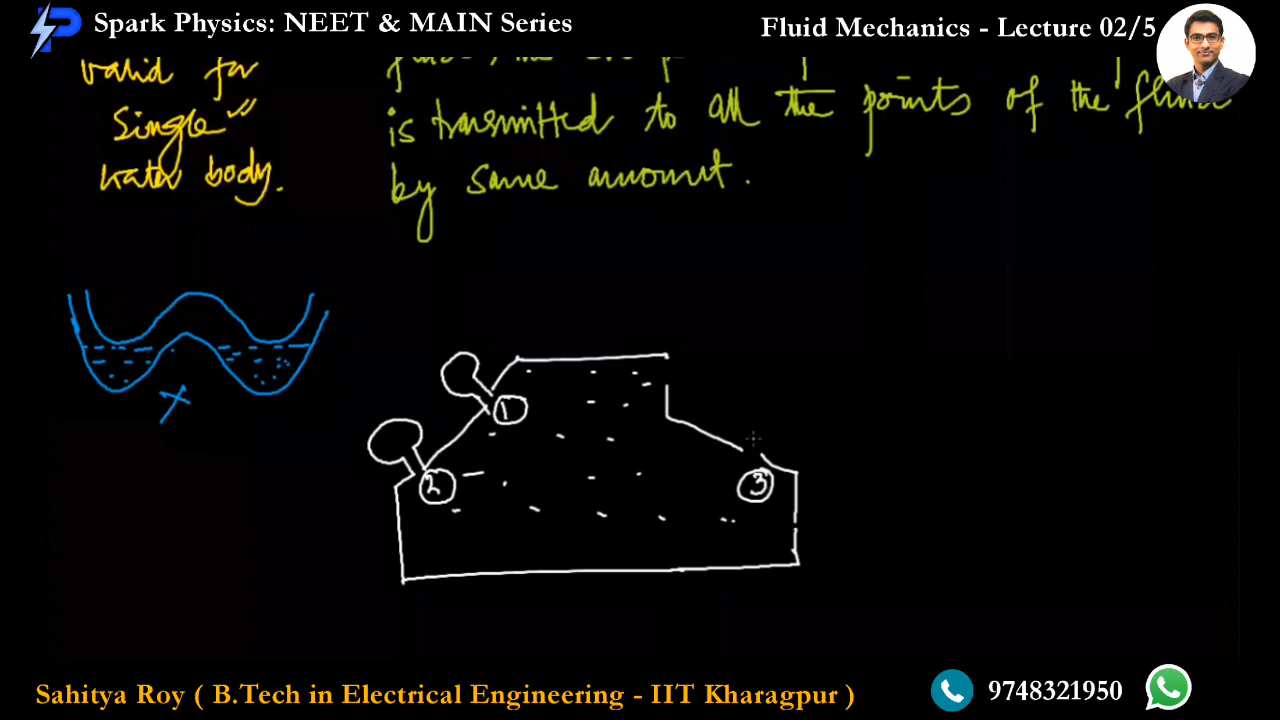 Spark Physics: NEET & MAIN Series
Fluid Mechanics - Lecture 02/5
valid for
Single"
water body.
is transmitted to all the points of the fluid
by same amount.
1
2
3
Sahitya Roy ( B.Tech in Electrical Engineering - IIT Kharagpur )
9748321950